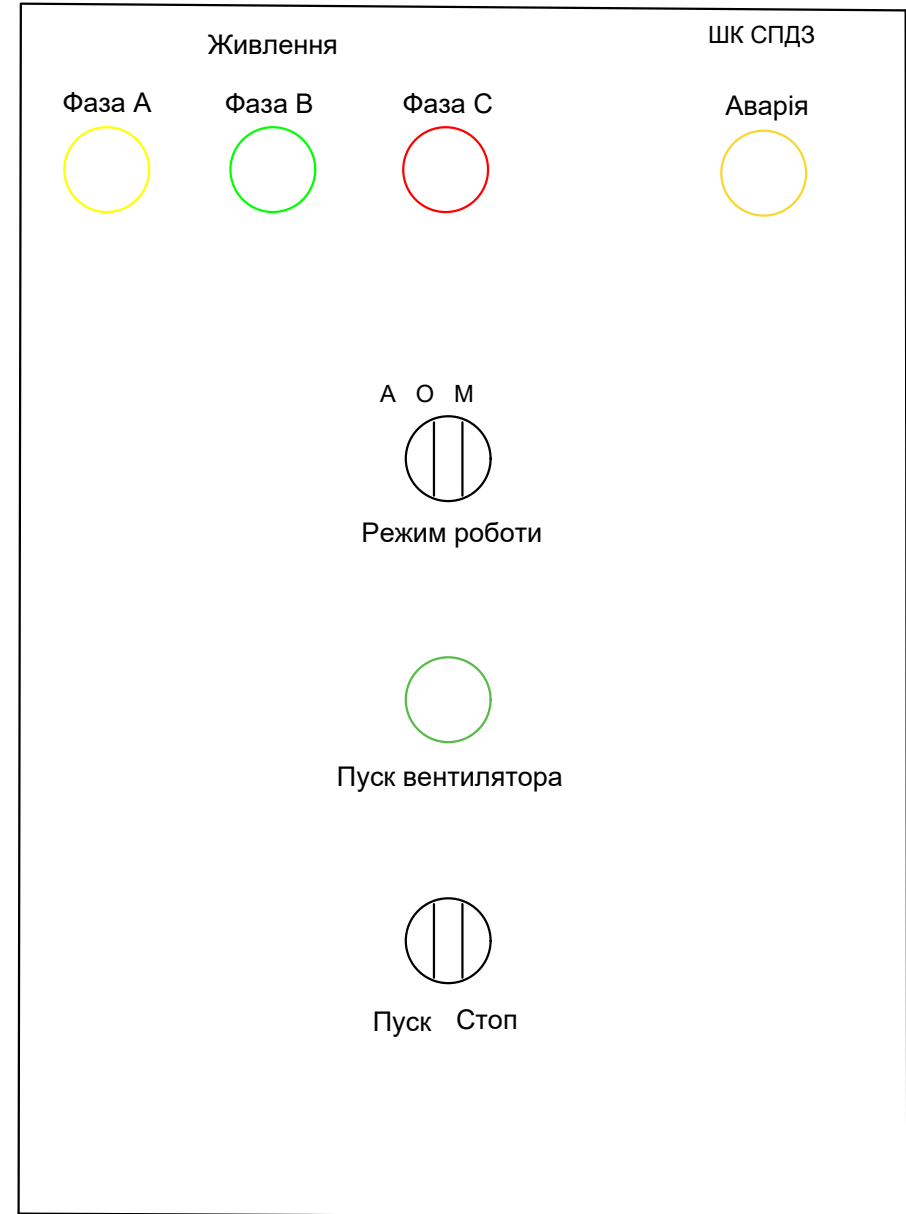 Живлення
ШК СПДЗ
Фаза А
Фаза В
Фаза С
Аварія
А О М
Режим роботи
Пуск вентилятора
Пуск Стоп